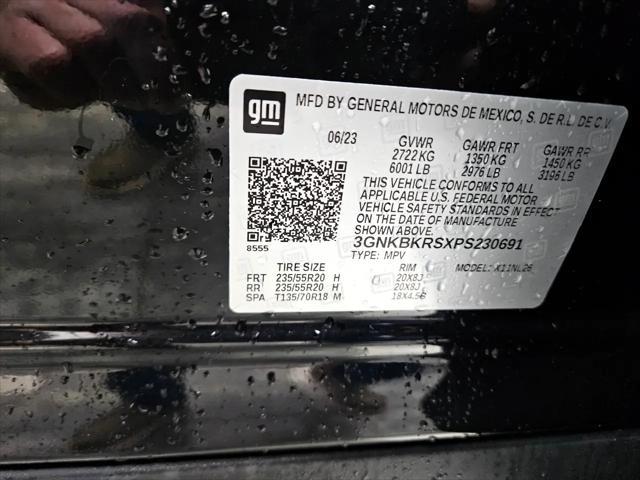 gm
MFD BY GENERAL MOTORS DE MEXICO, S. DE R.L. DE C.V.
06/23 GVWR GAWR FRT GAWR RR
2722 KG 1350 KG 1450 KG
6001 LB 2976 LB 3196 LB
THIS VEHICLE CONFORMS TO ALL
APPLICABLE U.S. FEDERAL MOTOR
VEHICLE SAFETY STANDARDS IN EFFECT
ON THE DATE OF MANUFACTURE
SHOWN ABOVE.
8555
3GNKBKRSXPS230691
TYPE: MPV MODEL: X11NL26
TIRE SIZE RIM
FRT 235/55R20 H 20X8J
RR 235/55R20 H 20X8J
SPA T135/70R18 M 18X4.5B